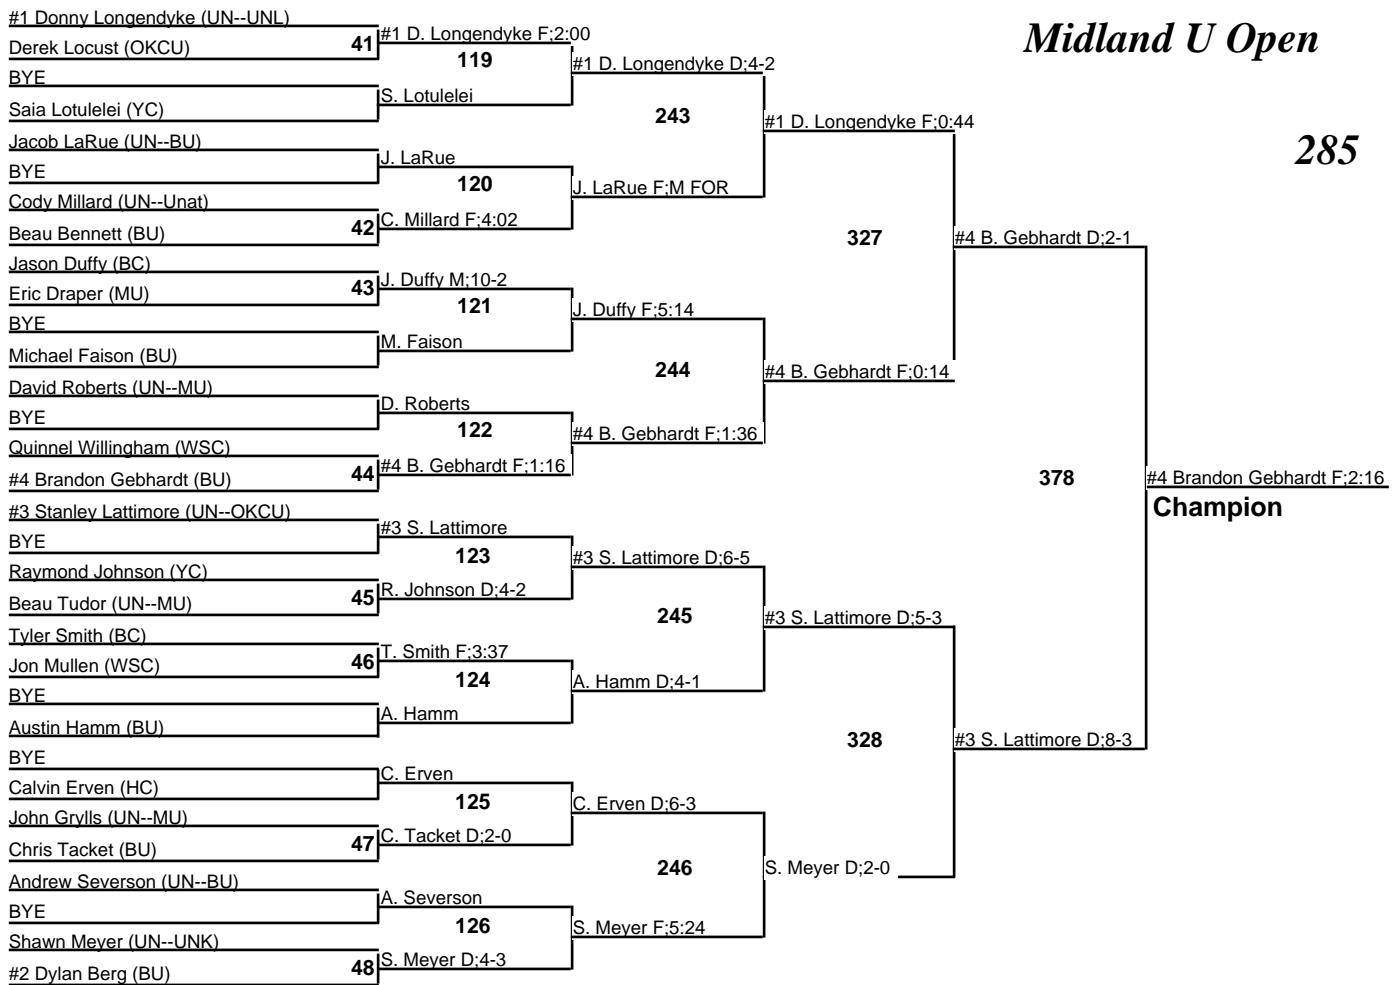 Midland U Open
285
#1 Donny Longendyke (UN--UNL)
Derek Locust (OKCU)
BYE
Saia Lotulelei (YC)
Jacob LaRue (UN--BU)
BYE
Cody Millard (UN--Unat)
Beau Bennett (BU)
Jason Duffy (BC)
Eric Draper (MU)
BYE
Michael Faison (BU)
David Roberts (UN--MU)
BYE
Quinnel Willingham (WSC)
#4 Brandon Gebhardt (BU)
#3 Stanley Lattimore (UN--OKCU)
BYE
Raymond Johnson (YC)
Beau Tudor (UN--MU)
Tyler Smith (BC)
Jon Mullen (WSC)
BYE
Austin Hamm (BU)
BYE
Calvin Erven (HC)
John Grylls (UN--MU)
Chris Tacket (BU)
Andrew Severson (UN--BU)
BYE
Shawn Meyer (UN--UNK)
#2 Dylan Berg (BU)
41
42
43
44
45
46
47
48
#1 D. Longendyke F;2:00
119
S. Lotulelei
J. LaRue
120
C. Millard F;4:02
J. Duffy M;10-2
121
M. Faison
D. Roberts
122
#4 B. Gebhardt F;1:16
#3 S. Lattimore
123
R. Johnson D;4-2
T. Smith F;3:37
124
A. Hamm
C. Erven
125
C. Tacket D;2-0
A. Severson
126
S. Meyer D;4-3
#1 D. Longendyke D;4-2
243
J. LaRue F;M FOR
J. Duffy F;5:14
244
#4 B. Gebhardt F;1:36
#3 S. Lattimore D;6-5
245
A. Hamm D;4-1
C. Erven D;6-3
246
S. Meyer F;5:24
#1 D. Longendyke F;0:44
327
#4 B. Gebhardt F;0:14
#3 S. Lattimore D;5-3
328
S. Meyer D;2-0
#4 B. Gebhardt D;2-1
378
#3 S. Lattimore D;8-3
#4 Brandon Gebhardt F;2:16
Champion